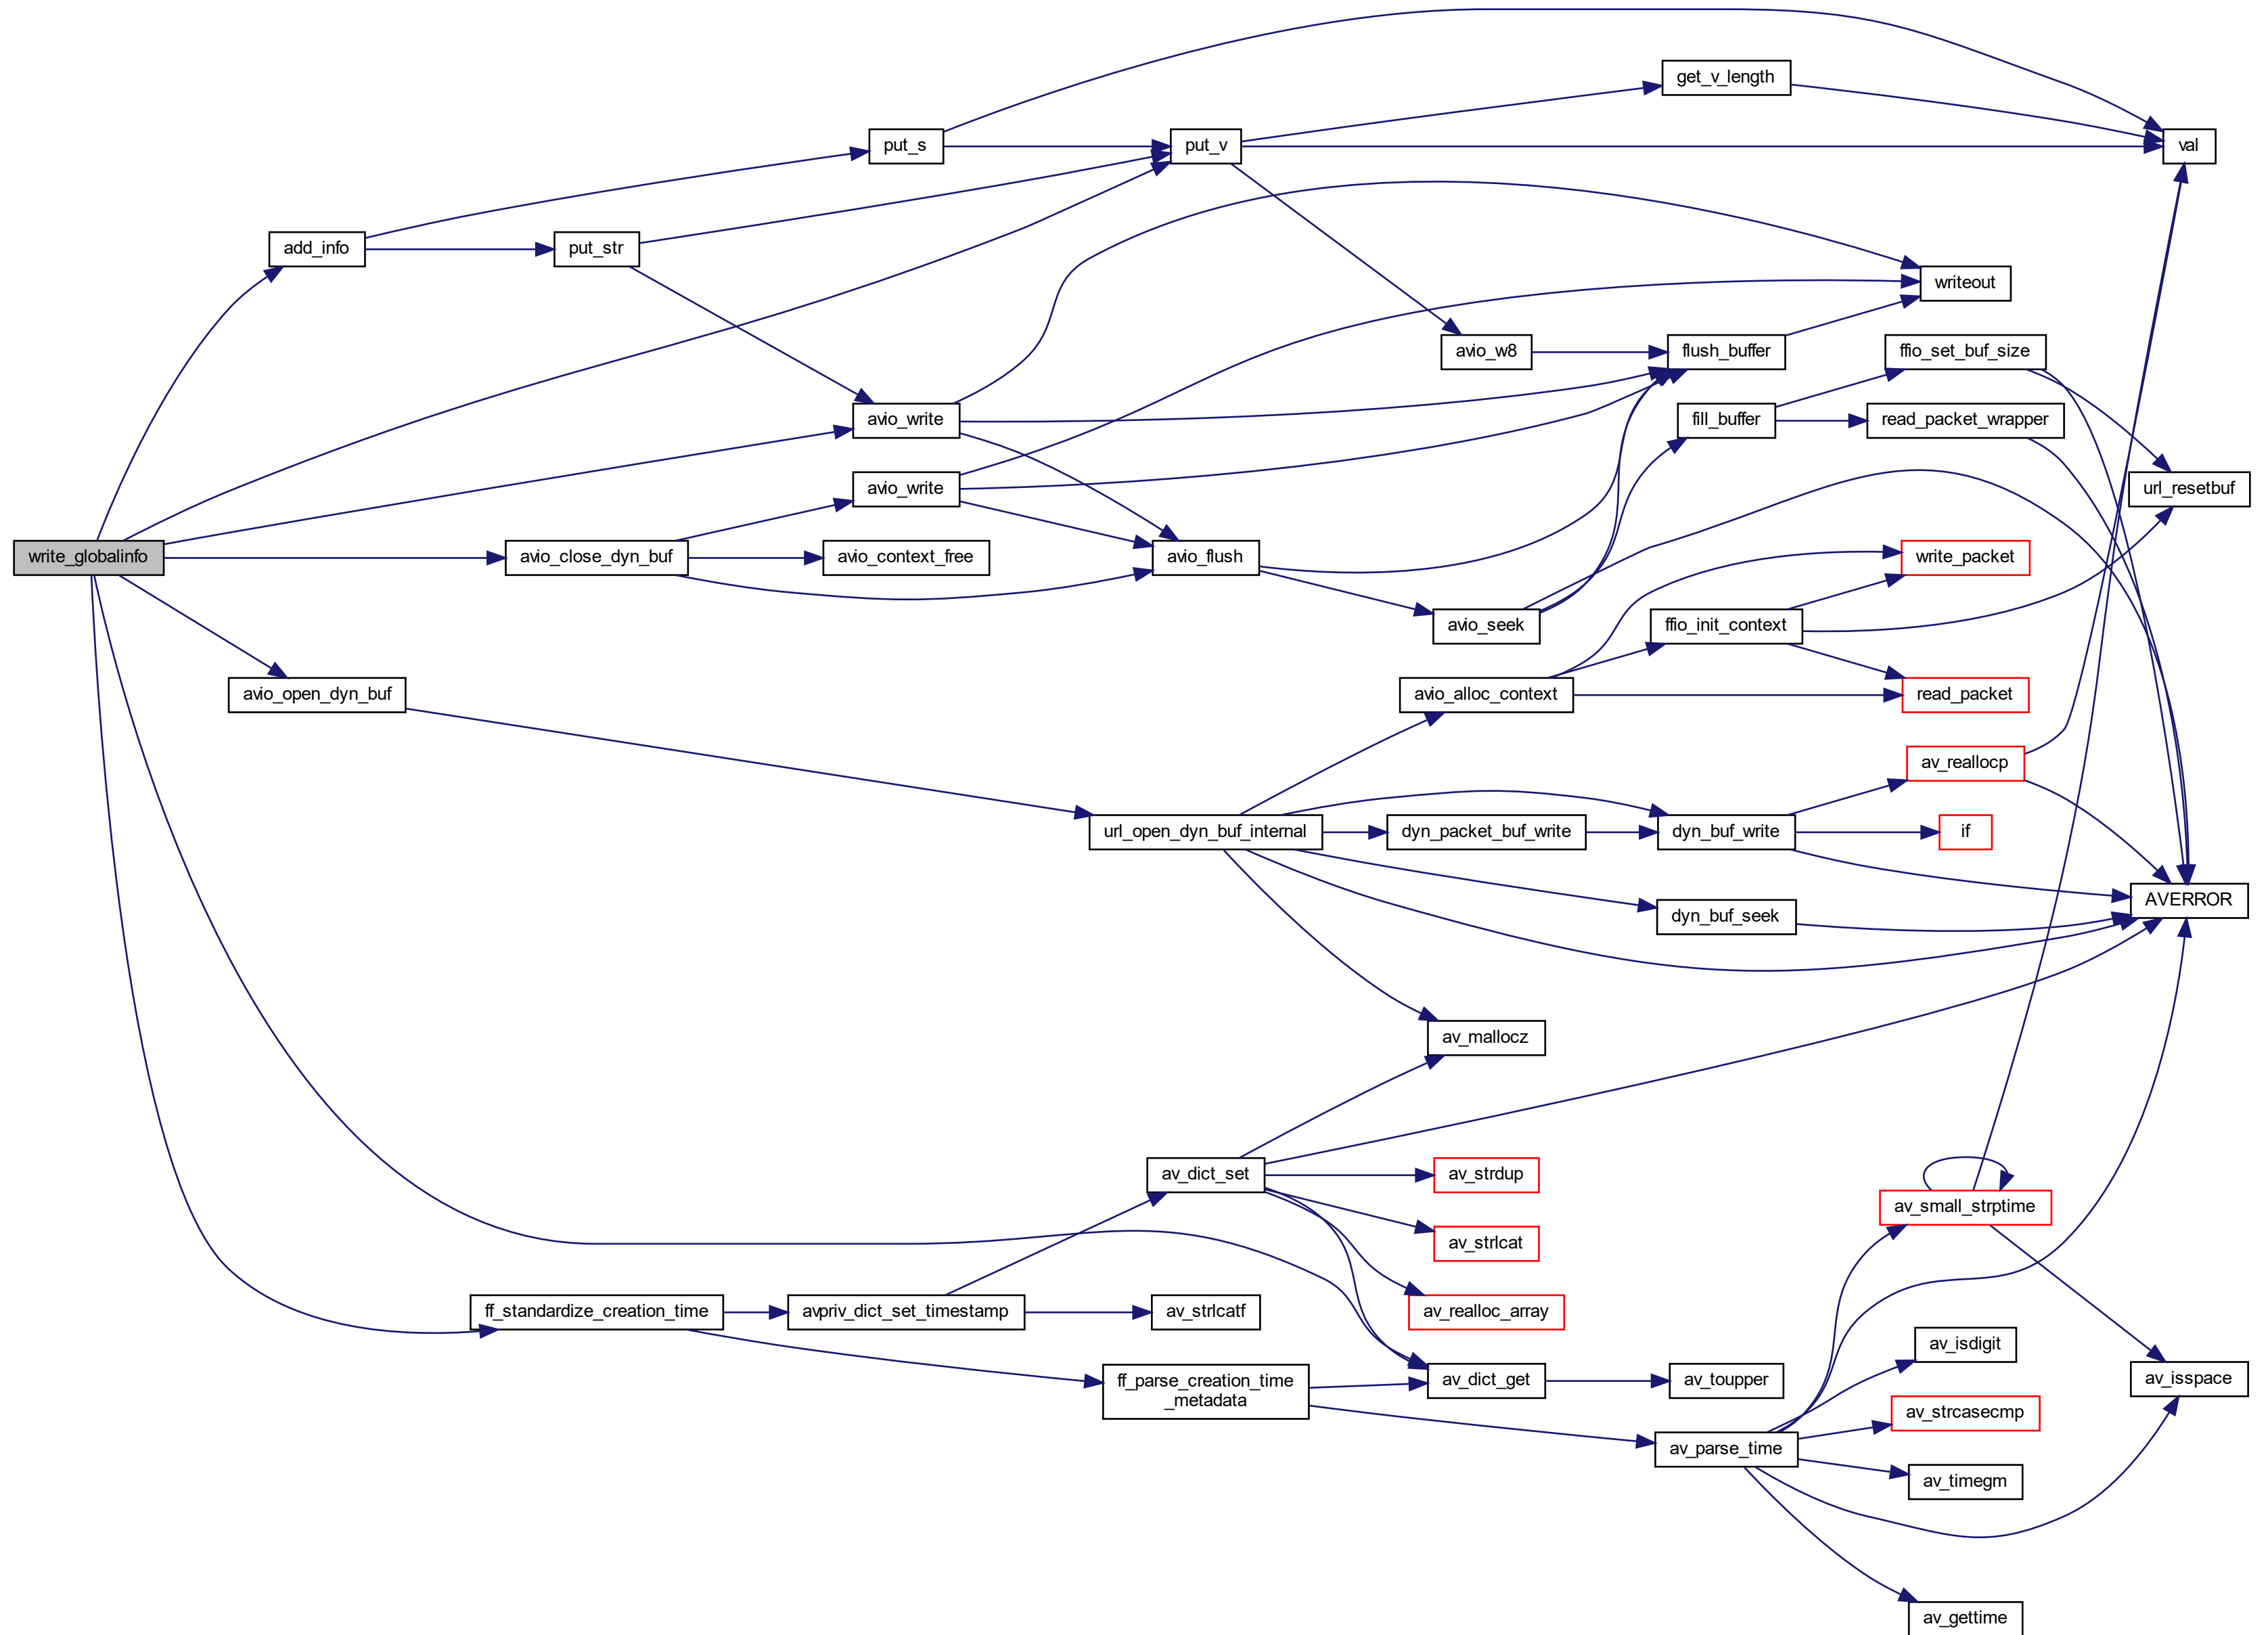 get_v_length
put_s
put_v
val
add_info
put_str
writeout
avio_w8
flush_buffer
ffio_set_buf_size
avio_write
fill_buffer
read_packet_wrapper
avio_write
url_resetbuf
write_globalinfo
avio_close_dyn_buf
avio_context_free
avio_flush
write_packet
avio_seek
ffio_init_context
avio_open_dyn_buf
avio_alloc_context
read_packet
av_reallocp
url_open_dyn_buf_internal
dyn_packet_buf_write
dyn_buf_write
if
AVERROR
dyn_buf_seek
av_mallocz
av_dict_set
av_strdup
av_small_strptime
av_strlcat
ff_standardize_creation_time
avpriv_dict_set_timestamp
av_strlcatf
av_realloc_array
av_isdigit
ff_parse_creation_time
_metadata
av_dict_get
av_toupper
av_isspace
av_strcasecmp
av_parse_time
av_timegm
av_gettime